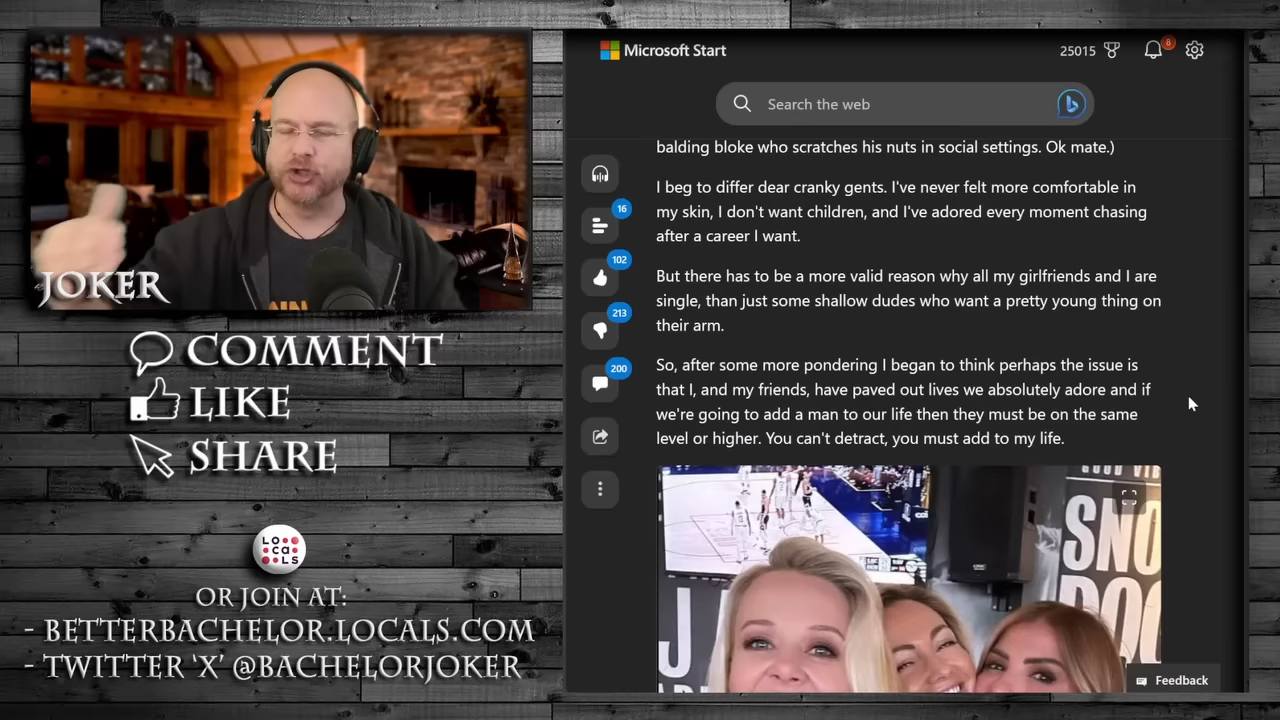 Microsoft Start
25015
8
Search the web
balding bloke who scratches his nuts in social settings. Ok mate.)
I beg to differ dear cranky gents. I've never felt more comfortable in
my skin, I don't want children, and I've adored every moment chasing
after a career I want.
But there has to be a more valid reason why all my girlfriends and I are
single, than just some shallow dudes who want a pretty young thing on
their arm.
So, after some more pondering I began to think perhaps the issue is
that I, and my friends, have paved out lives we absolutely adore and if
we're going to add a man to our life then they must be on the same
level or higher. You can't detract, you must add to my life.
16
102
213
200
Feedback
JOKER
COMMENT
LIKE
SHARE
LOcaLS
OR JOIN AT:
- BETTERBACHELOR.LOCALS.COM
- TWITTER 'X' @BACHELORJOKER